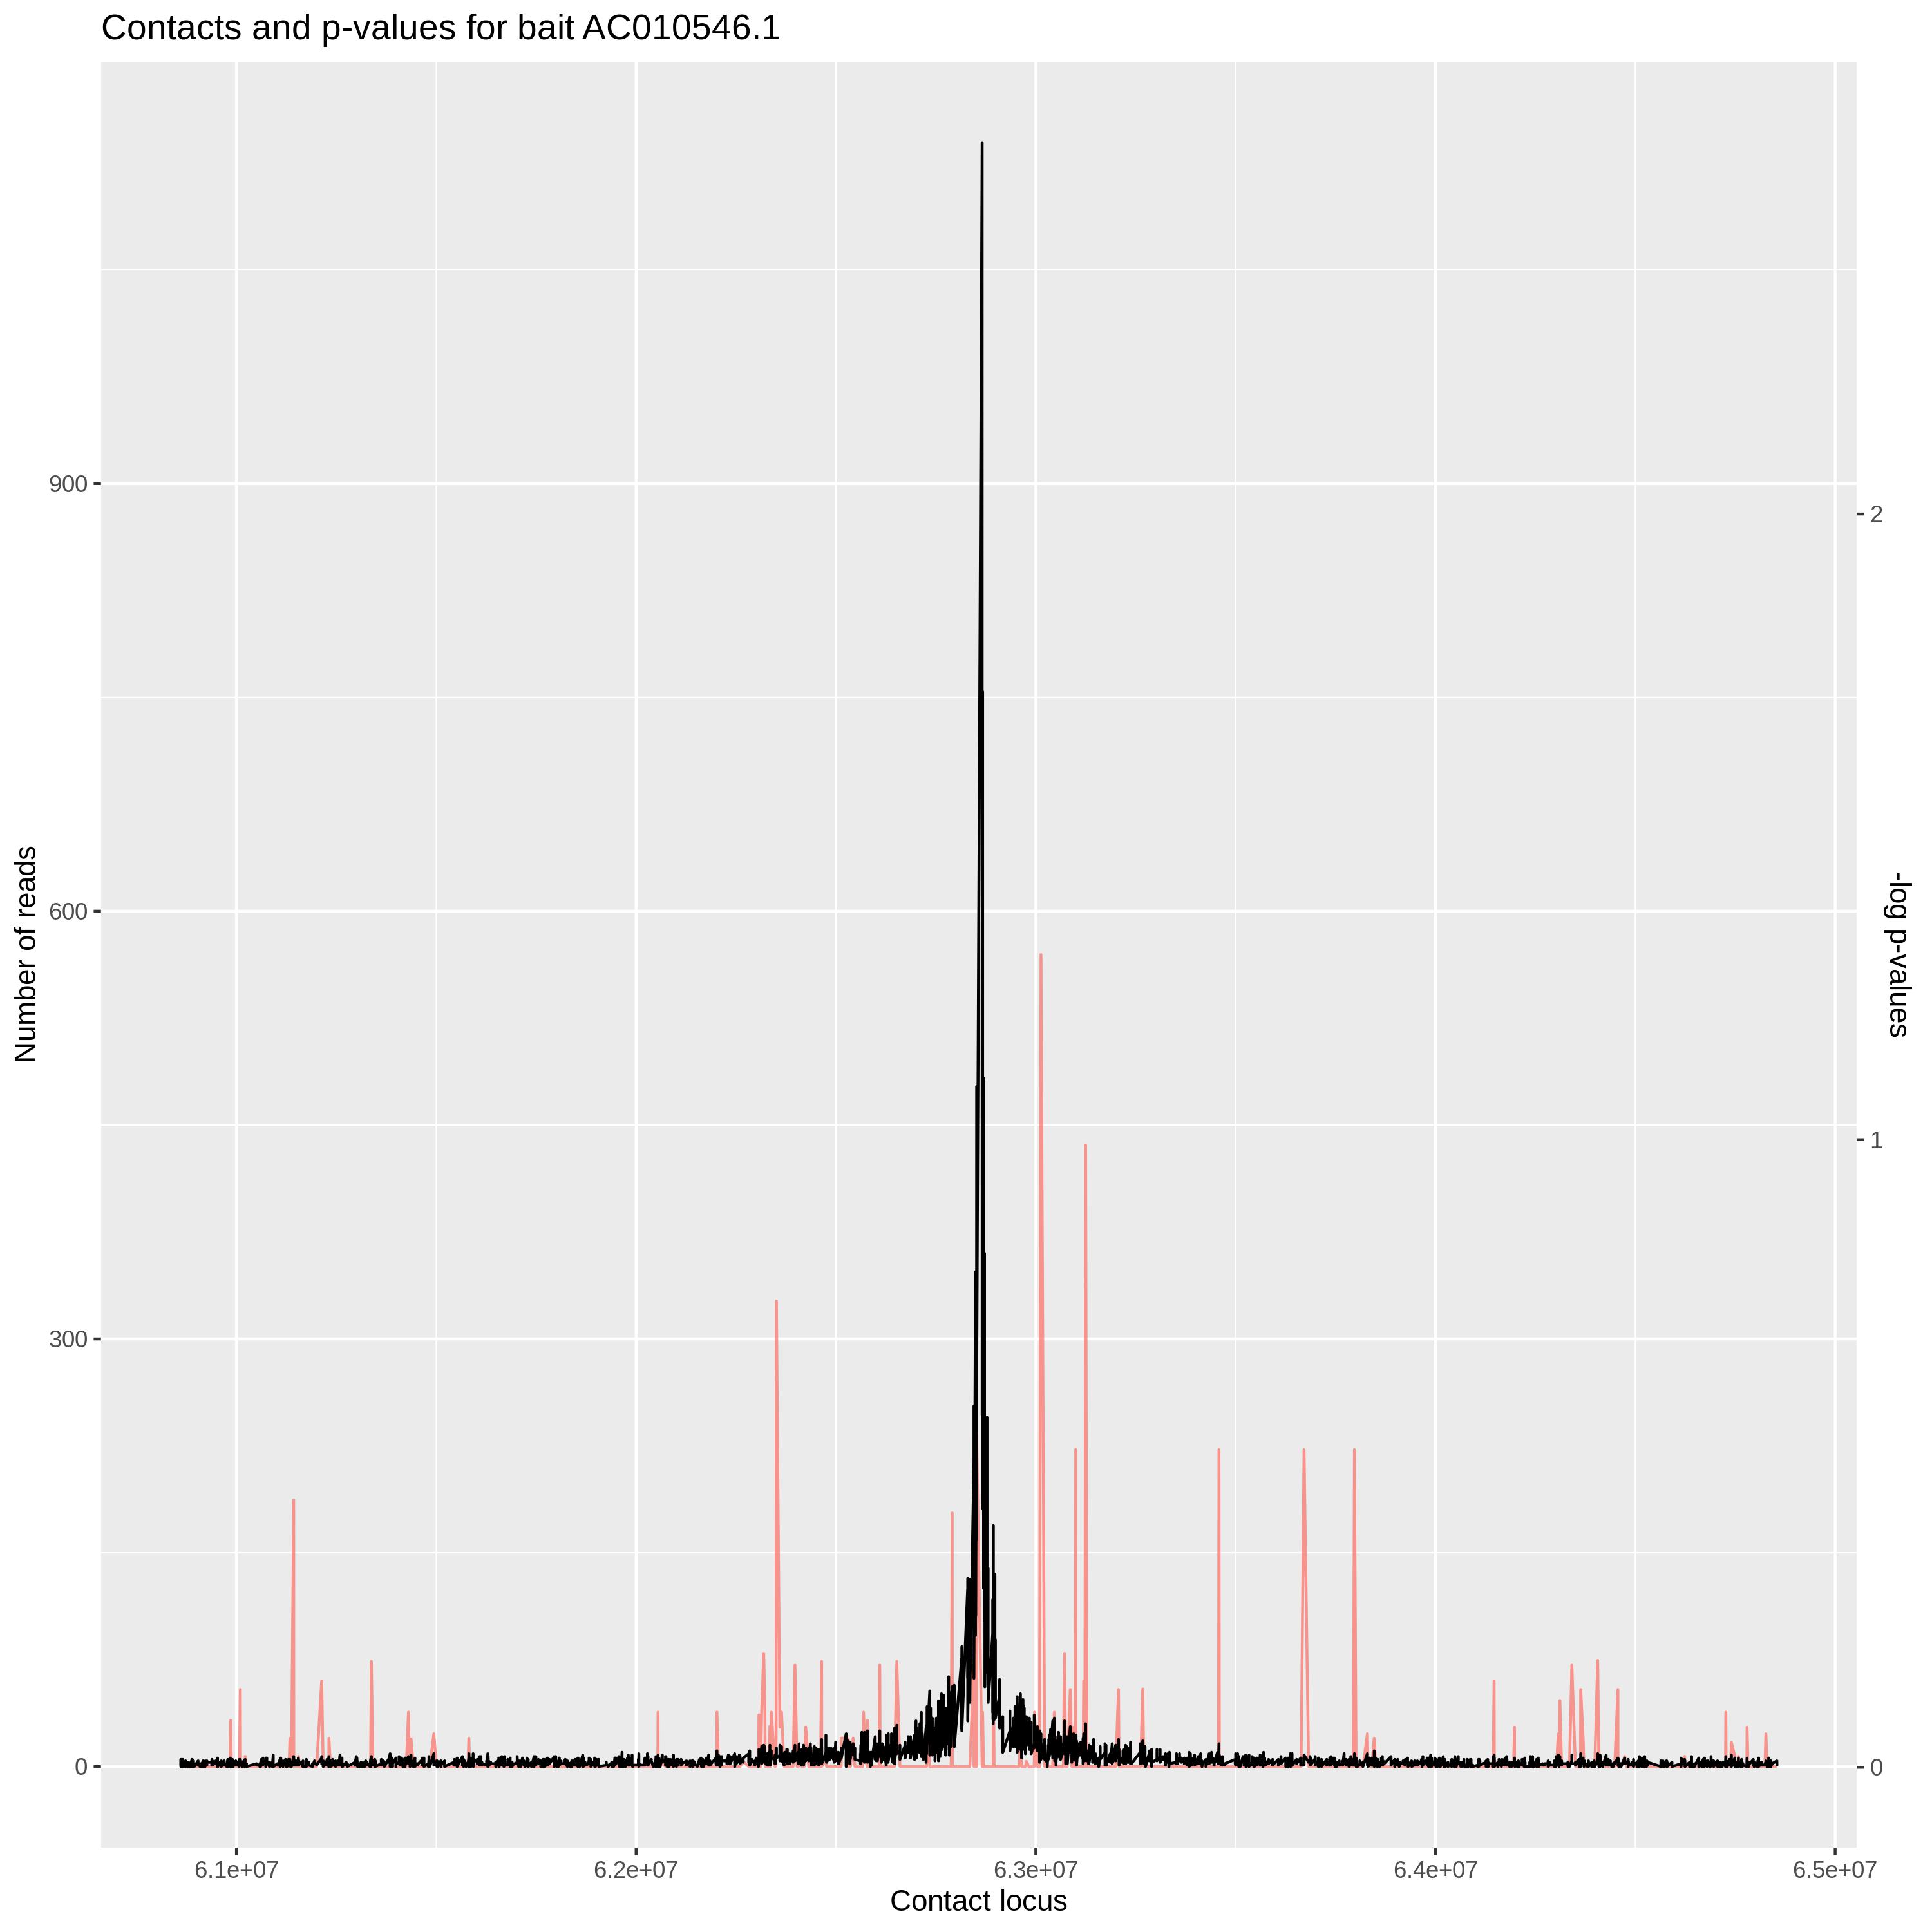 Contacts and p-values for bait AC010546.1
Number of reads
900
600
300
0
2
1
0
-log p-values
6.1e+07
6.2e+07
6.3e+07
6.4e+07
6.5e+07
Contact locus